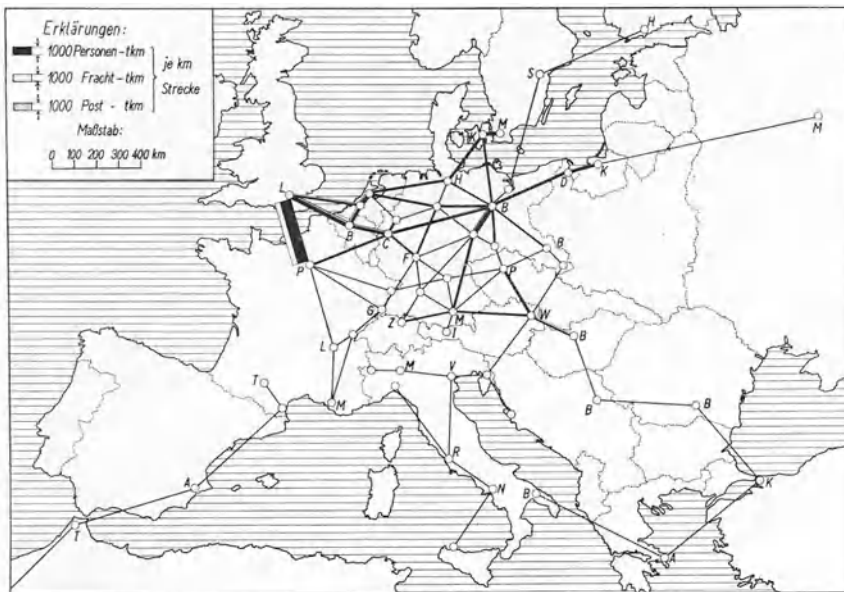 Erklärungen:
1000 Personen-tkm
1000 Fracht-tkm
1000 Post-tkm
je km
Strecke
Maßstab:
0 100 200 300 400 km
H
S
M
K
M
H
D
K
L
B
B
C
B
F
P
P
G
Z
M
I
W
B
L
T
M
M
V
B
B
A
R
N
B
K
T
A